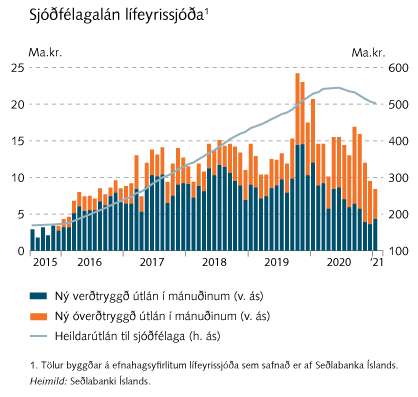 Sjóðfélagalán lífeyrissjóða¹
Ma.kr. Ma.kr.
25 600
20 500
15 400
10 300
5 200
0 100
2015 2016 2017 2018 2019 2020 '21
Ný verðtryggð útlán í mánuðinum (v. ás)
Ný óverðtryggð útlán í mánuðinum (v. ás)
Heildarútlán til sjóðfélaga (h. ás)
1. Tölur byggðar á efnahagsyfirlitum lífeyrissjóða sem safnað er af Seðlabanka Íslands.
Heimild: Seðlabanki Íslands.